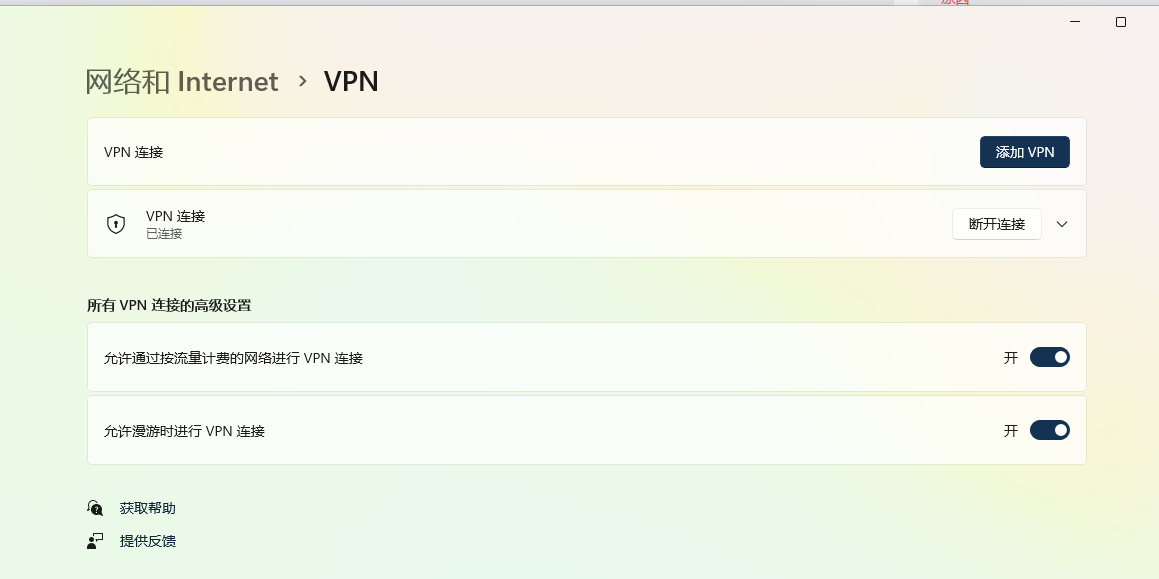 网络和 Internet › VPN
VPN 连接
添加 VPN
VPN 连接
已连接
断开连接
所有 VPN 连接的高级设置
允许通过按流量计费的网络进行 VPN 连接
开
允许漫游时进行 VPN 连接
开
获取帮助
提供反馈